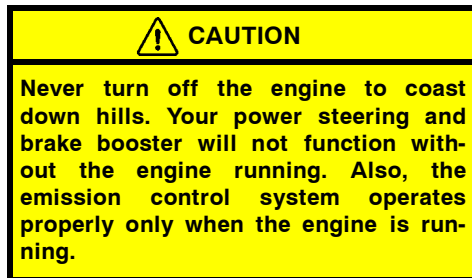 CAUTION
Never turn off the engine to coast
down hills. Your power steering and
brake booster will not function with-
out the engine running. Also, the
emission control system operates
properly only when the engine is run-
ning.